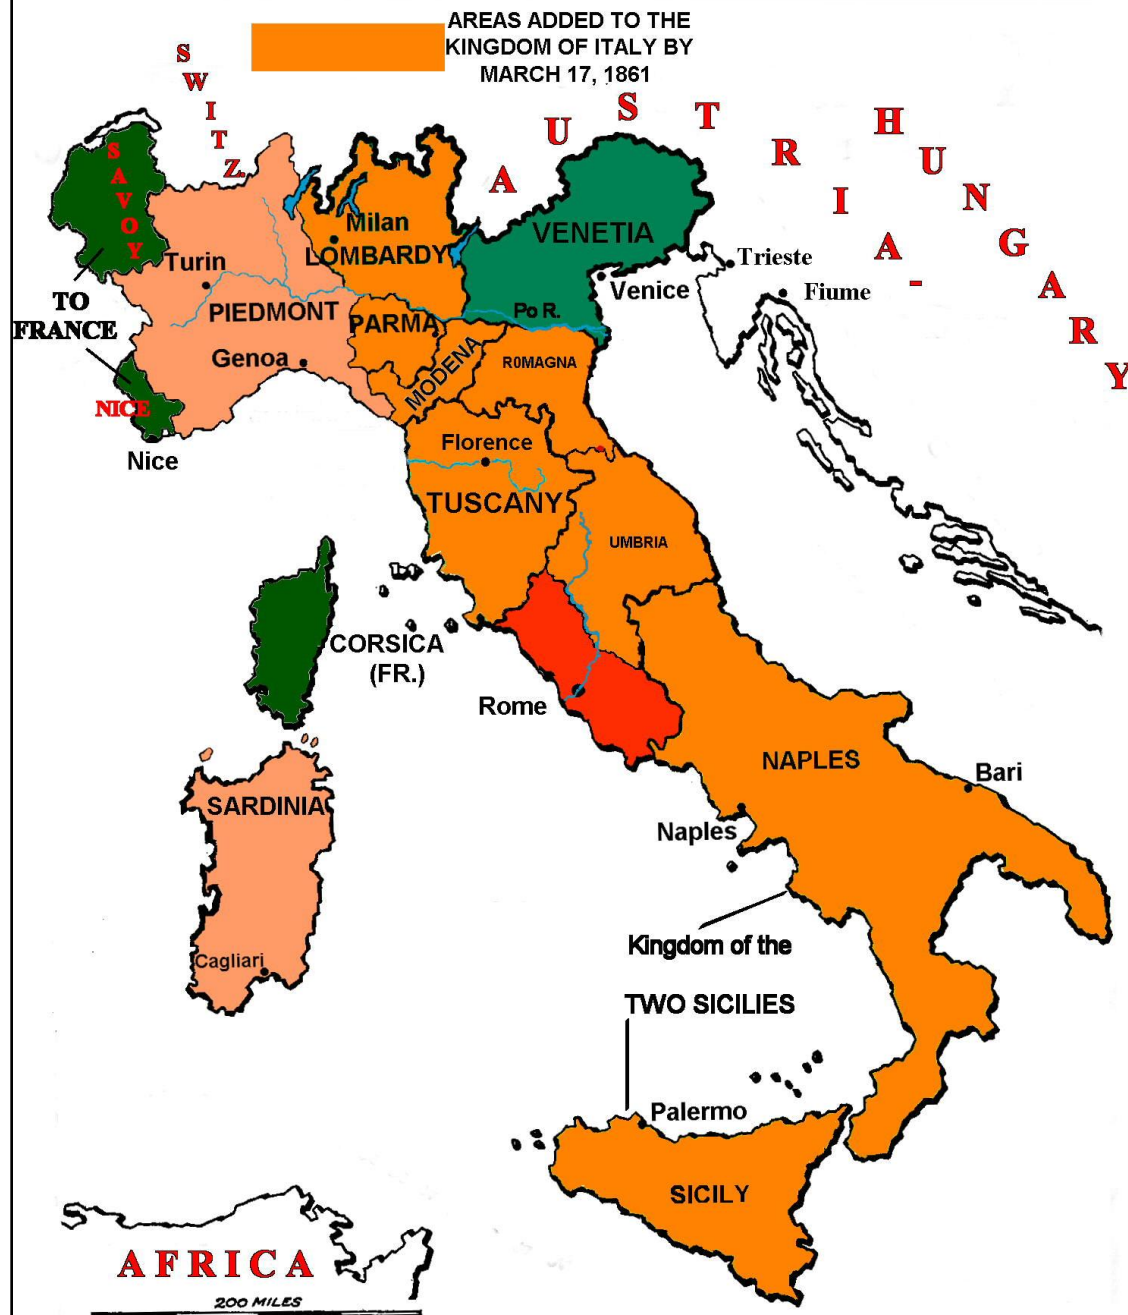 AREAS ADDED TO THE
KINGDOM OF ITALY BY
MARCH 17, 1861
SWITZ.
AUSTRIA-
HUNGARY
SAVOY
Milan
LOMBARDY
VENETIA
Turin
Trieste
Venice
Fiume
TO
FRANCE
PIEDMONT
PARMA
Po R.
Genoa
MODENA
ROMAGNA
NICE
Nice
Florence
TUSCANY
UMBRIA
CORSICA
(FR.)
Rome
NAPLES
Bari
SARDINIA
Naples
Kingdom of the
TWO SICILIES
Cagliari
Palermo
SICILY
AFRICA
200 MILES